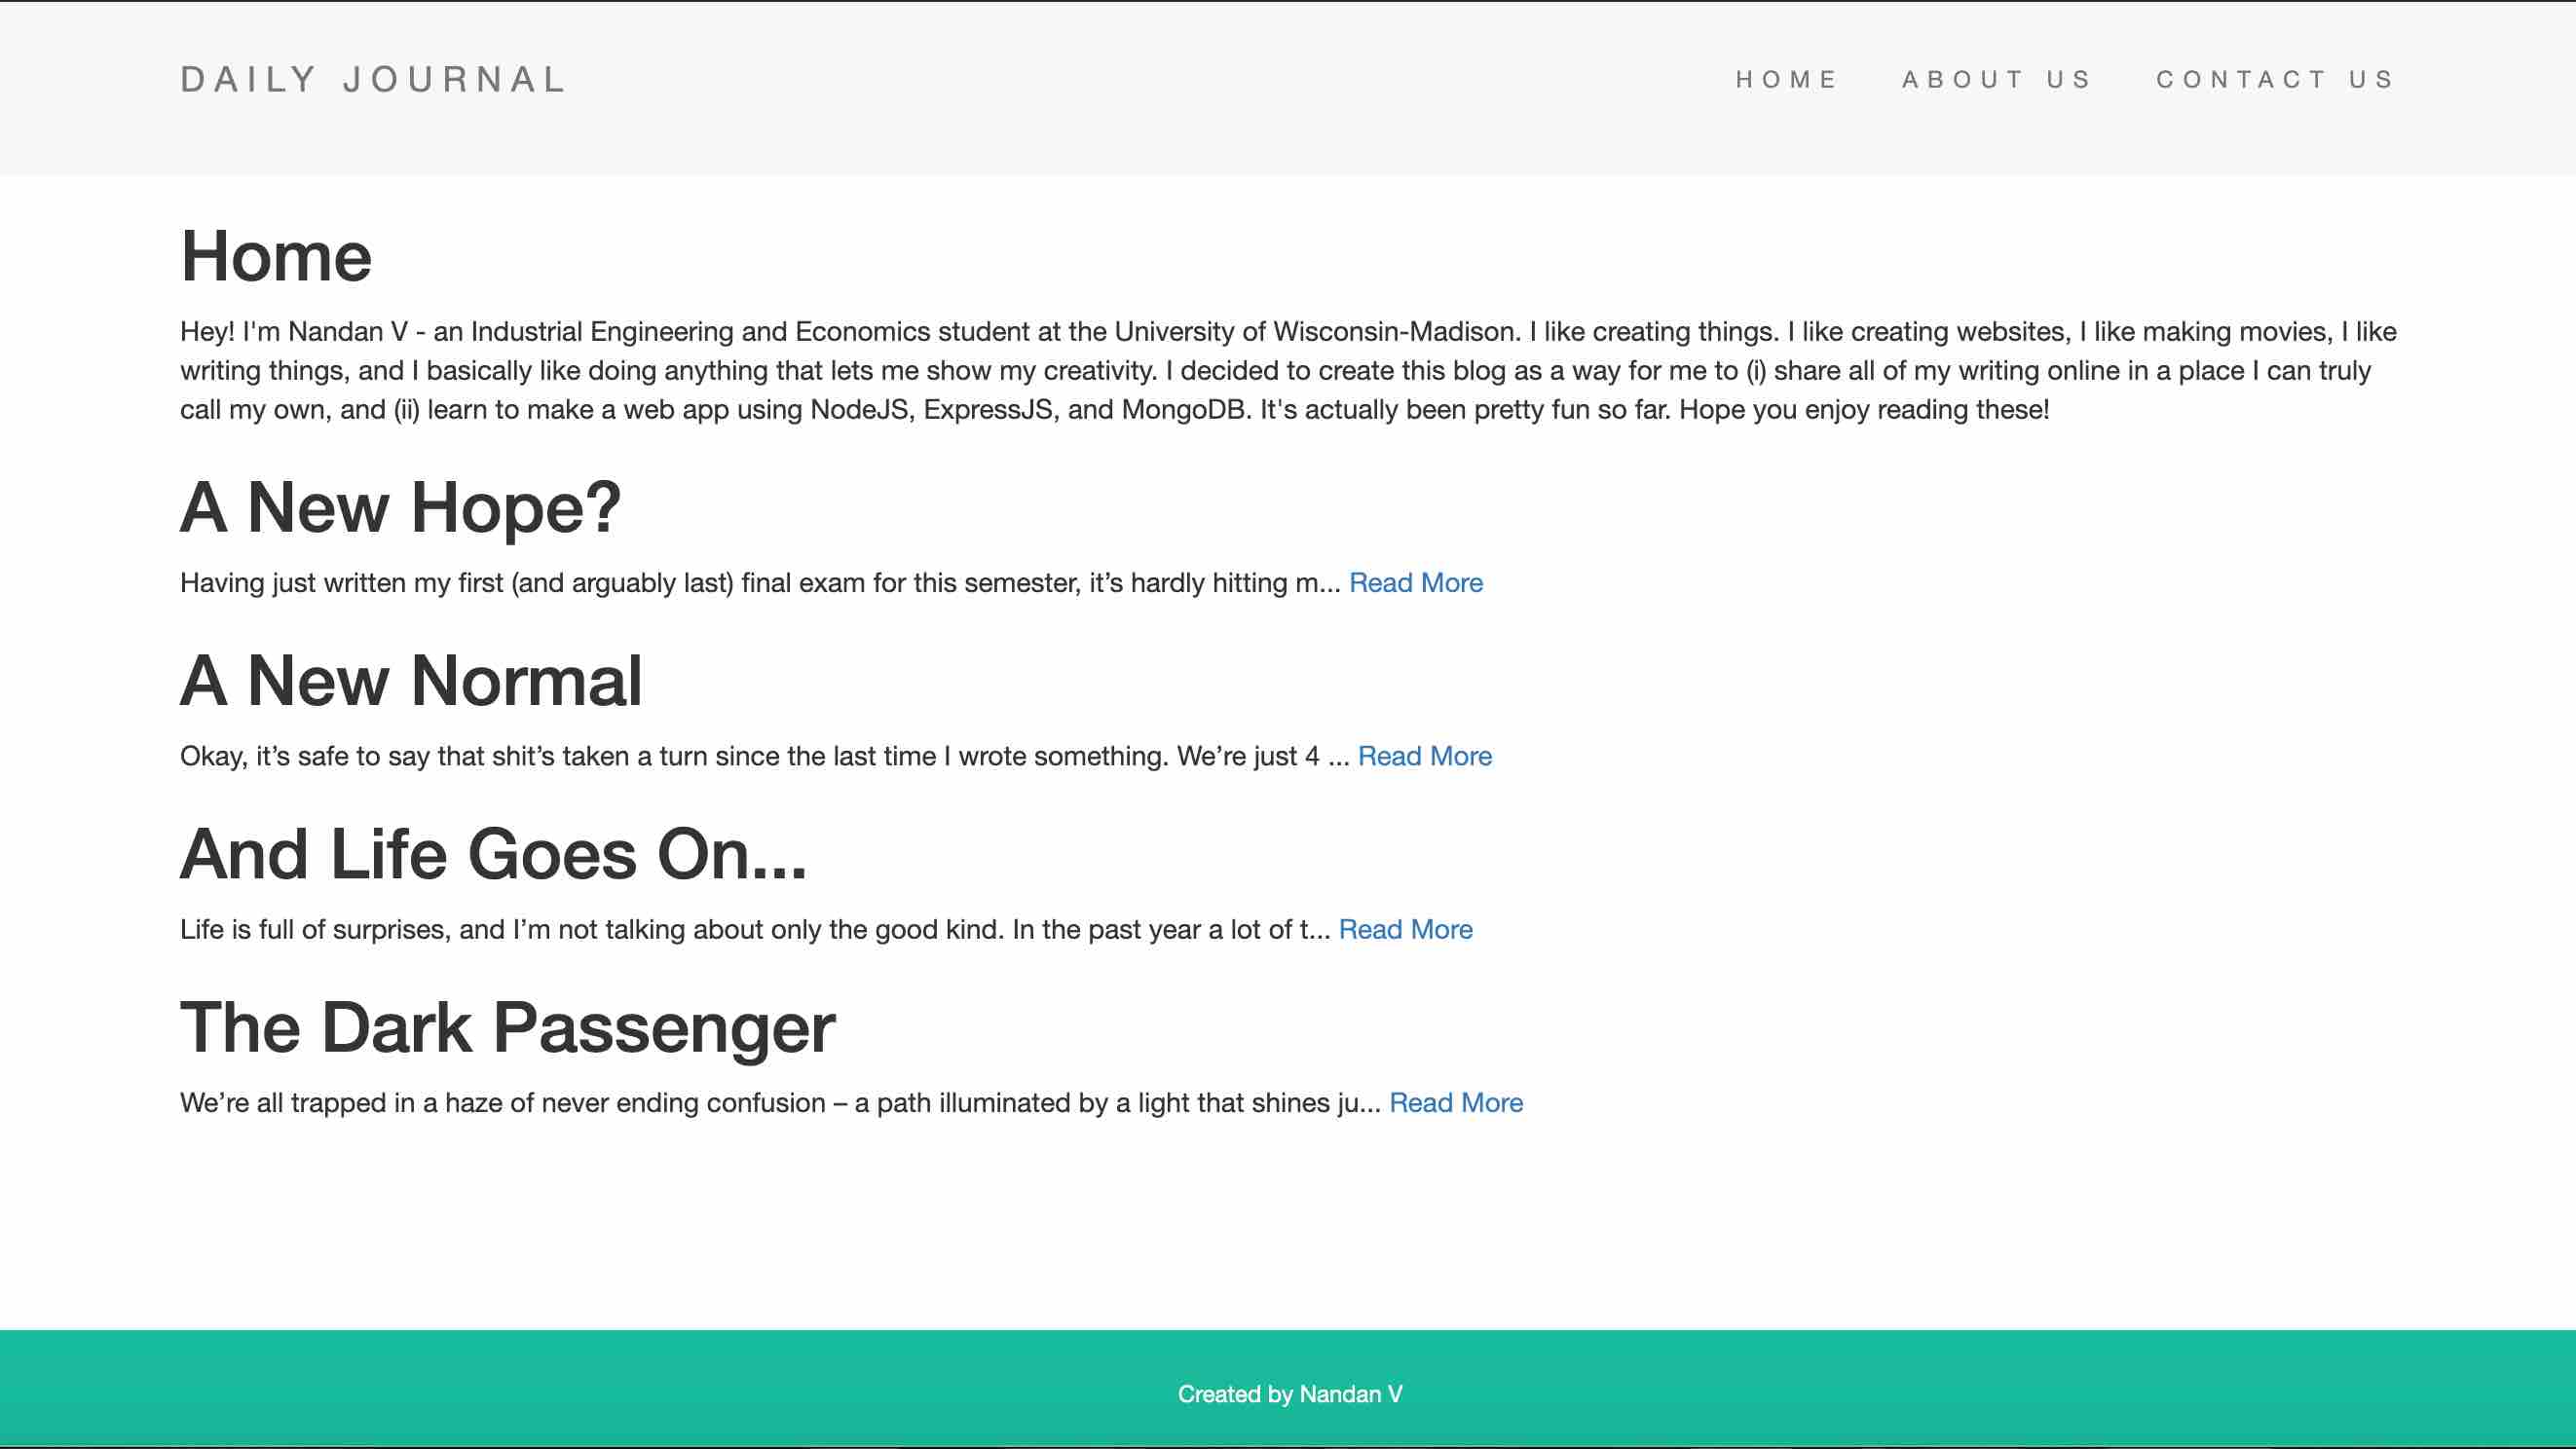 DAILY JOURNAL HOME ABOUT US CONTACT US
Home
Hey! I'm Nandan V - an Industrial Engineering and Economics student at the University of Wisconsin-Madison. I like creating things. I like creating websites, I like making movies, I like
writing things, and I basically like doing anything that lets me show my creativity. I decided to create this blog as a way for me to (i) share all of my writing online in a place I can truly
call my own, and (ii) learn to make a web app using NodeJS, ExpressJS, and MongoDB. It's actually been pretty fun so far. Hope you enjoy reading these!
A New Hope?
Having just written my first (and arguably last) final exam for this semester, it’s hardly hitting m... Read More
A New Normal
Okay, it’s safe to say that shit’s taken a turn since the last time I wrote something. We’re just 4 ... Read More
And Life Goes On...
Life is full of surprises, and I’m not talking about only the good kind. In the past year a lot of t... Read More
The Dark Passenger
We’re all trapped in a haze of never ending confusion – a path illuminated by a light that shines ju... Read More
Created by Nandan V